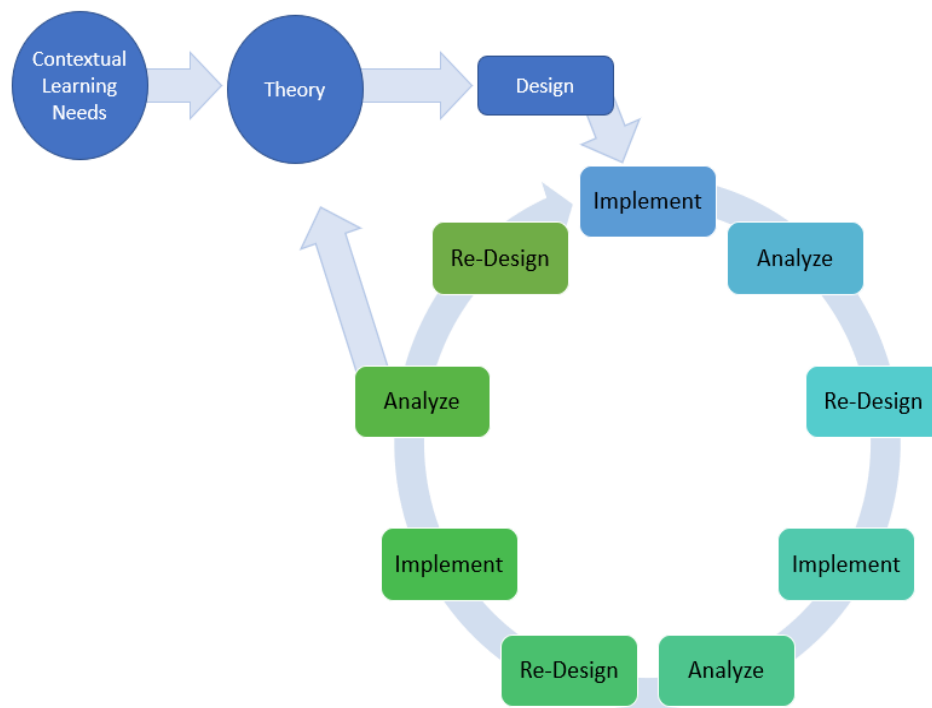 Contextual
Learning
Needs
Theory
Design
Implement
Analyze
Re-Design
Implement
Analyze
Re-Design
Implement
Analyze
Re-Design